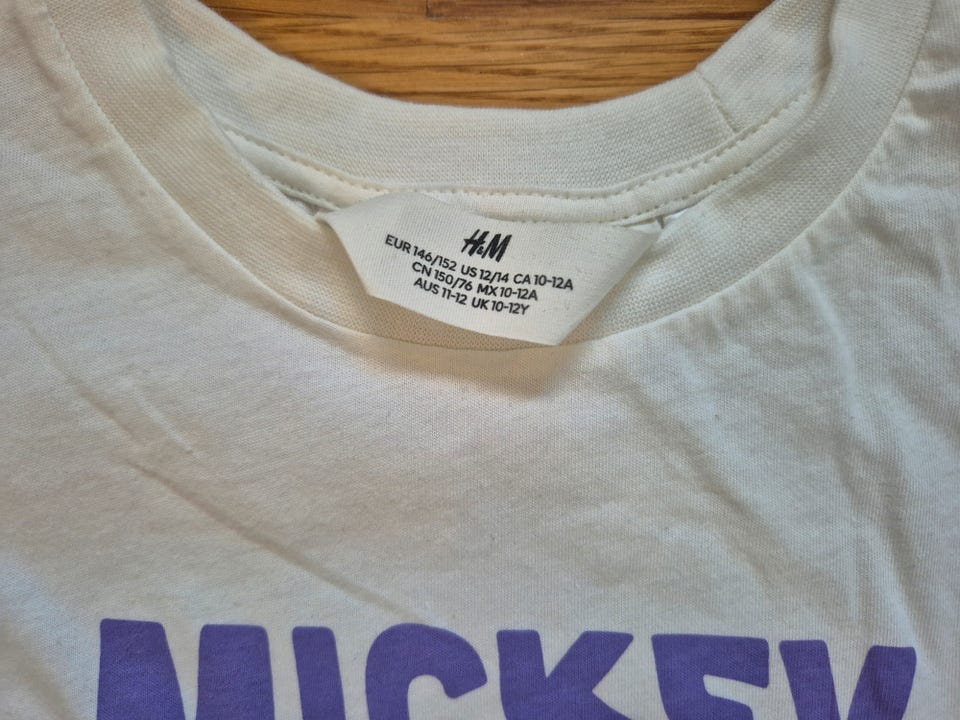 H&M
EUR 146/152 US 12/14 CA 10-12A
CN 150/76 MX 10-12A
AUS 11-12 UK 10-12Y
MICKEY